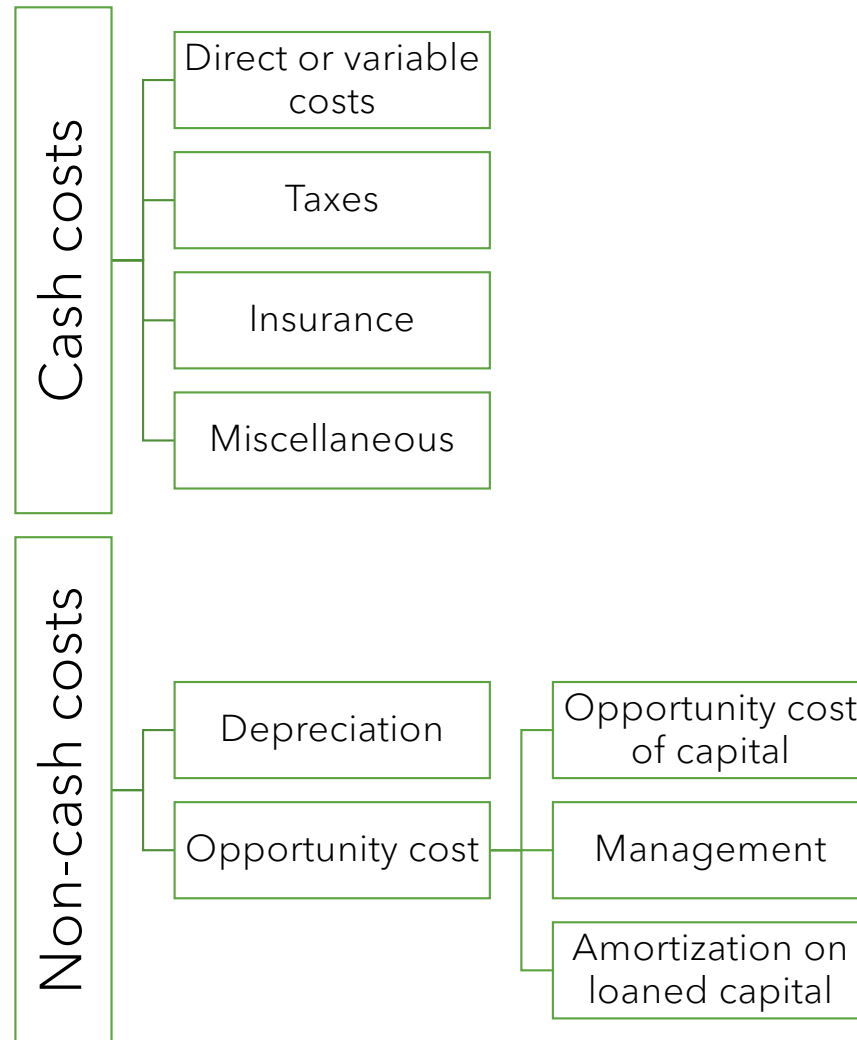 Cash costs
Direct or variable
costs
Taxes
Insurance
Miscellaneous
Non-cash costs
Depreciation
Opportunity cost
Opportunity cost
of capital
Management
Amortization on
loaned capital